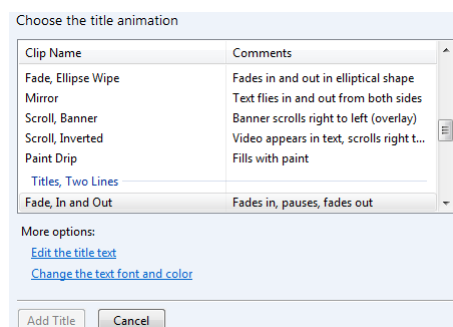 Choose the title animation
Clip Name Comments
Fade, Ellipse Wipe Fades in and out in elliptical shape
Mirror Text flies in and out from both sides
Scroll, Banner Banner scrolls right to left (overlay)
Scroll, Inverted Video appears in text, scrolls right t...
Paint Drip Fills with paint
Titles, Two Lines
Fade, In and Out Fades in, pauses, fades out
More options:
Edit the title text
Change the text font and color
Add Title Cancel